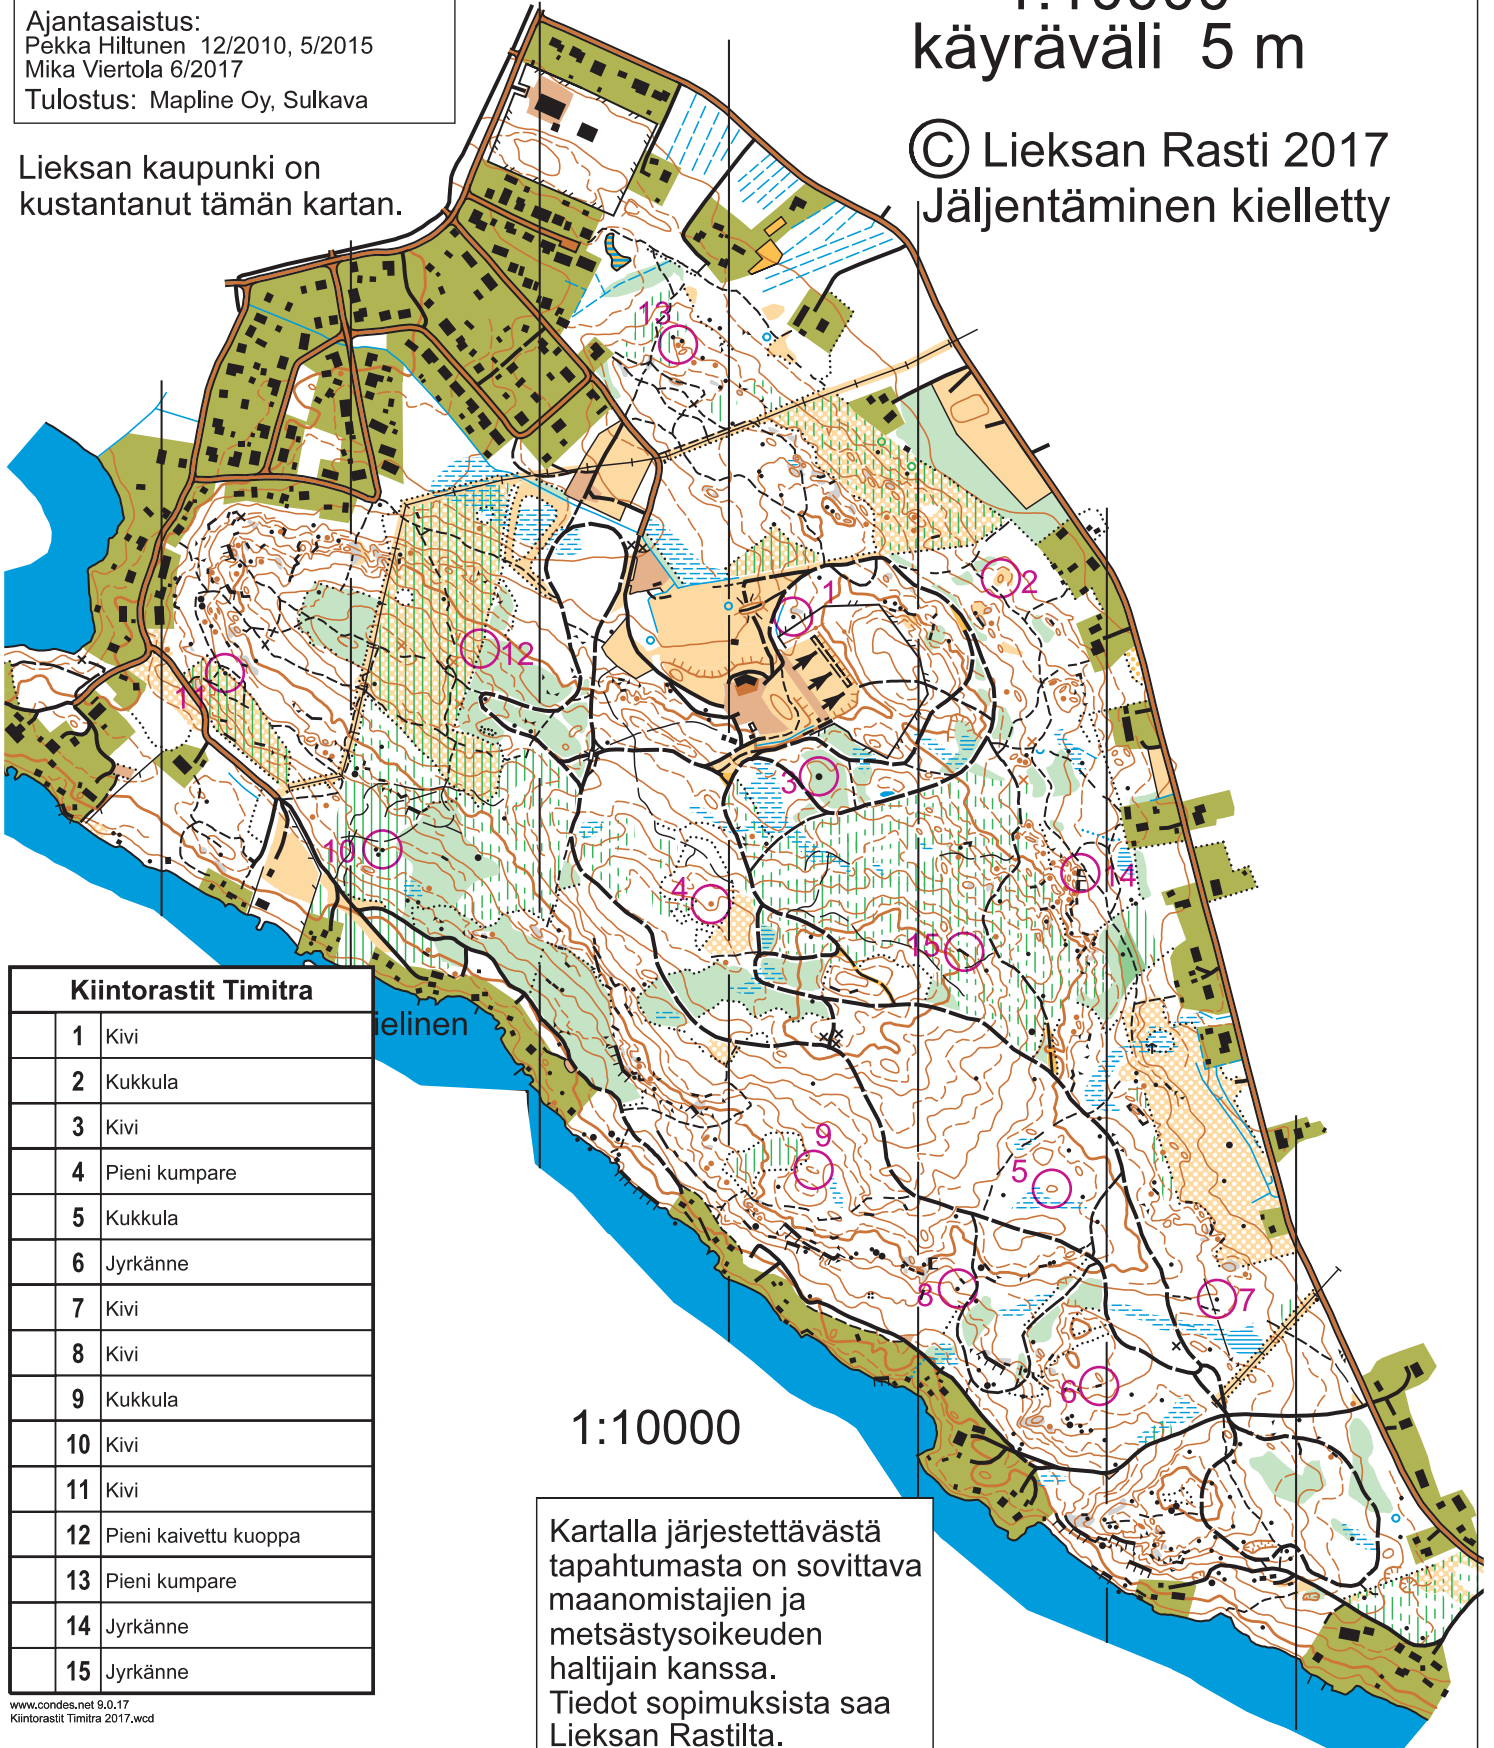 Ajantasaistus:
Pekka Hiltunen 12/2010, 5/2015
Mika Viertola 6/2017
Tulostus: Mapline Oy, Sulkava
Lieksan kaupunki on
kustantanut tämän kartan.
1:10000
käyräväli 5 m
© Lieksan Rasti 2017
Jäljentäminen kielletty
13
1
2
12
11
3
10
4
14
15
9
5
8
7
6
ielinen
Kiintorastit Timitra
1 Kivi
2 Kukkula
3 Kivi
4 Pieni kumpare
5 Kukkula
6 Jyrkänne
7 Kivi
8 Kivi
9 Kukkula
10 Kivi
11 Kivi
12 Pieni kaivettu kuoppa
13 Pieni kumpare
14 Jyrkänne
15 Jyrkänne
www.condes.net 9.0.17
Kiintorastit Timitra 2017.wcd
1:10000
Kartalla järjestettävästä
tapahtumasta on sovittava
maanomistajien ja
metsästysoikeuden
haltijain kanssa.
Tiedot sopimuksista saa
Lieksan Rastilta.